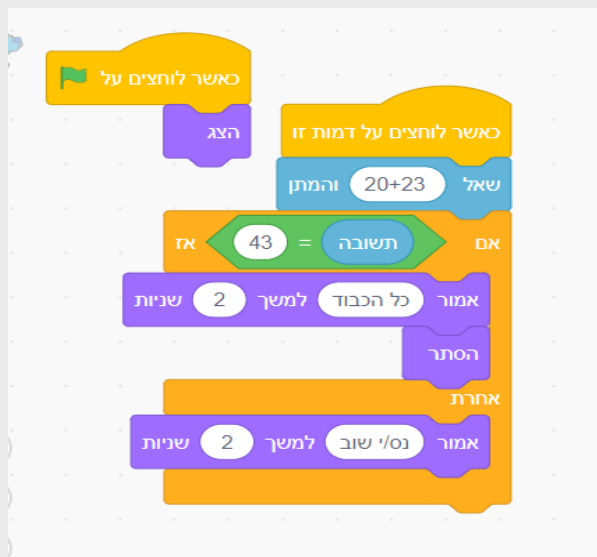 כאשר לוחצים על
הצג
כאשר לוחצים על דמות זו
שאל 20+23 והמתן
אם תשובה = 43 אז
אמור כל הכבוד למשך 2 שניות
הסתר
אחרת
אמור נס/י שוב למשך 2 שניות